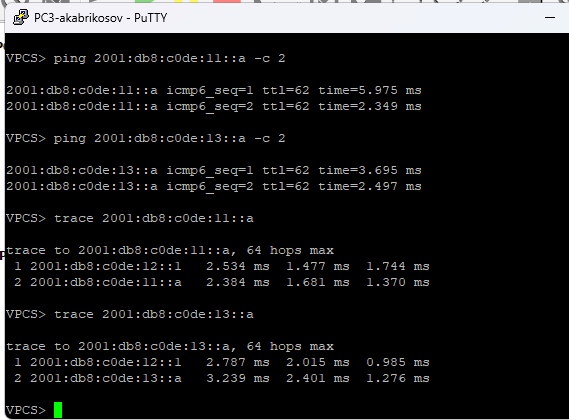 PC3-akabrikosov - PuTTY
VPCS> ping 2001:db8:c0de:11::a -c 2
2001:db8:c0de:11::a icmp6_seq=1 ttl=62 time=5.975 ms
2001:db8:c0de:11::a icmp6_seq=2 ttl=62 time=2.349 ms
VPCS> ping 2001:db8:c0de:13::a -c 2
2001:db8:c0de:13::a icmp6_seq=1 ttl=62 time=3.695 ms
2001:db8:c0de:13::a icmp6_seq=2 ttl=62 time=2.497 ms
VPCS> trace 2001:db8:c0de:11::a
trace to 2001:db8:c0de:11::a, 64 hops max
1 2001:db8:c0de:12::1 2.534 ms 1.477 ms 1.744 ms
2 2001:db8:c0de:11::a 2.384 ms 1.681 ms 1.370 ms
VPCS> trace 2001:db8:c0de:13::a
trace to 2001:db8:c0de:13::a, 64 hops max
1 2001:db8:c0de:12::1 2.787 ms 2.015 ms 0.985 ms
2 2001:db8:c0de:13::a 3.239 ms 2.401 ms 1.276 ms
VPCS>